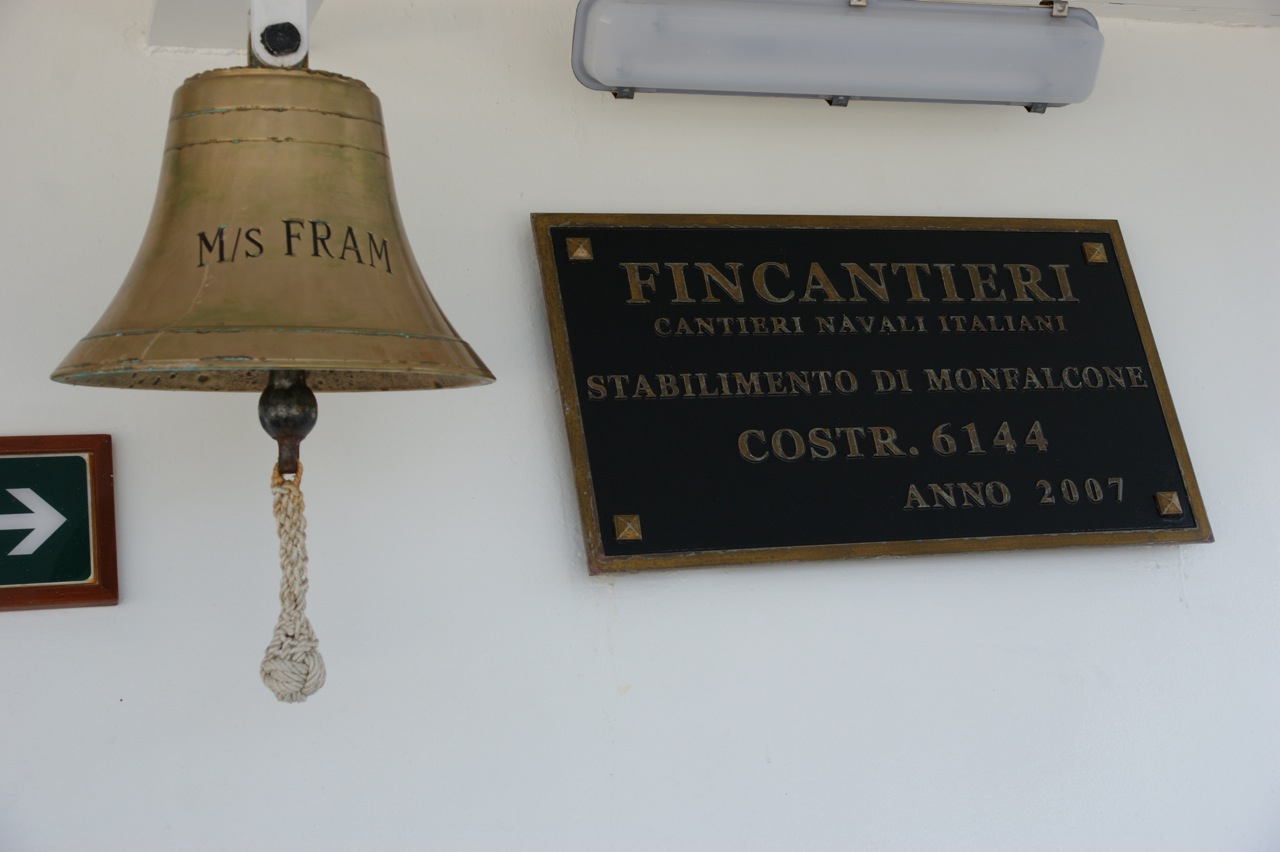 M/S FRAM
FINCANTIERI
CANTIERI NAVALI ITALIANI
STABILIMENTO DI MONFALCONE
COSTR. 6144
ANNO 2007